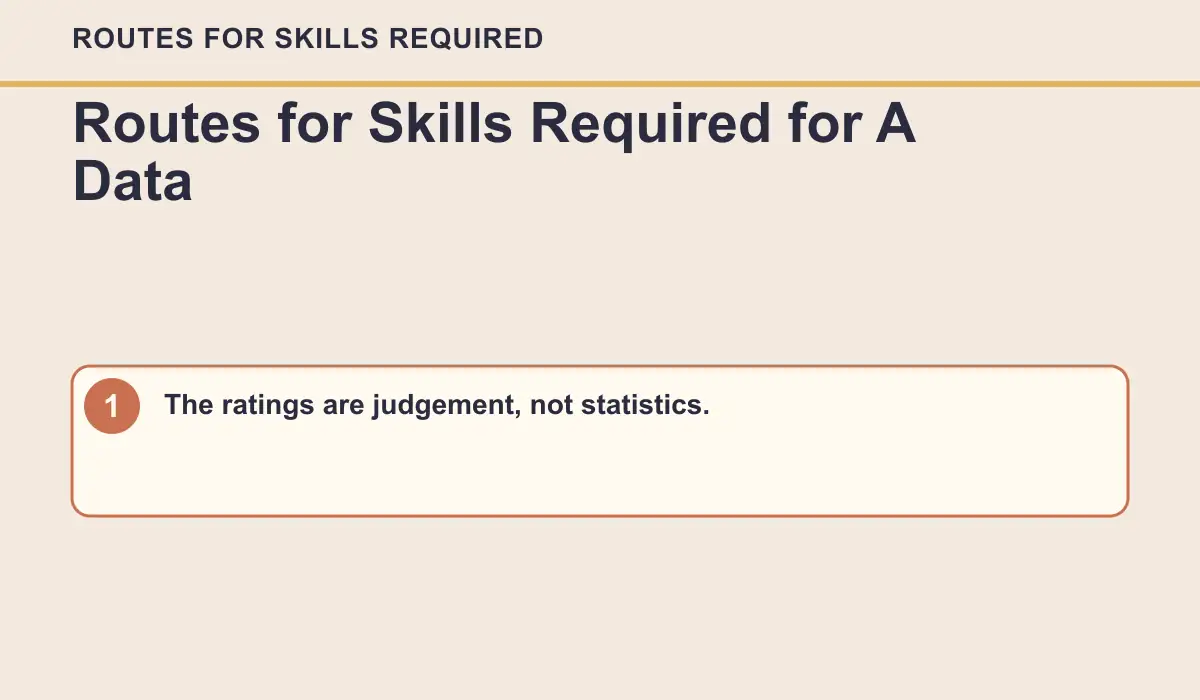 ROUTES FOR SKILLS REQUIRED
Routes for Skills Required for A
Data
1 The ratings are judgement, not statistics.